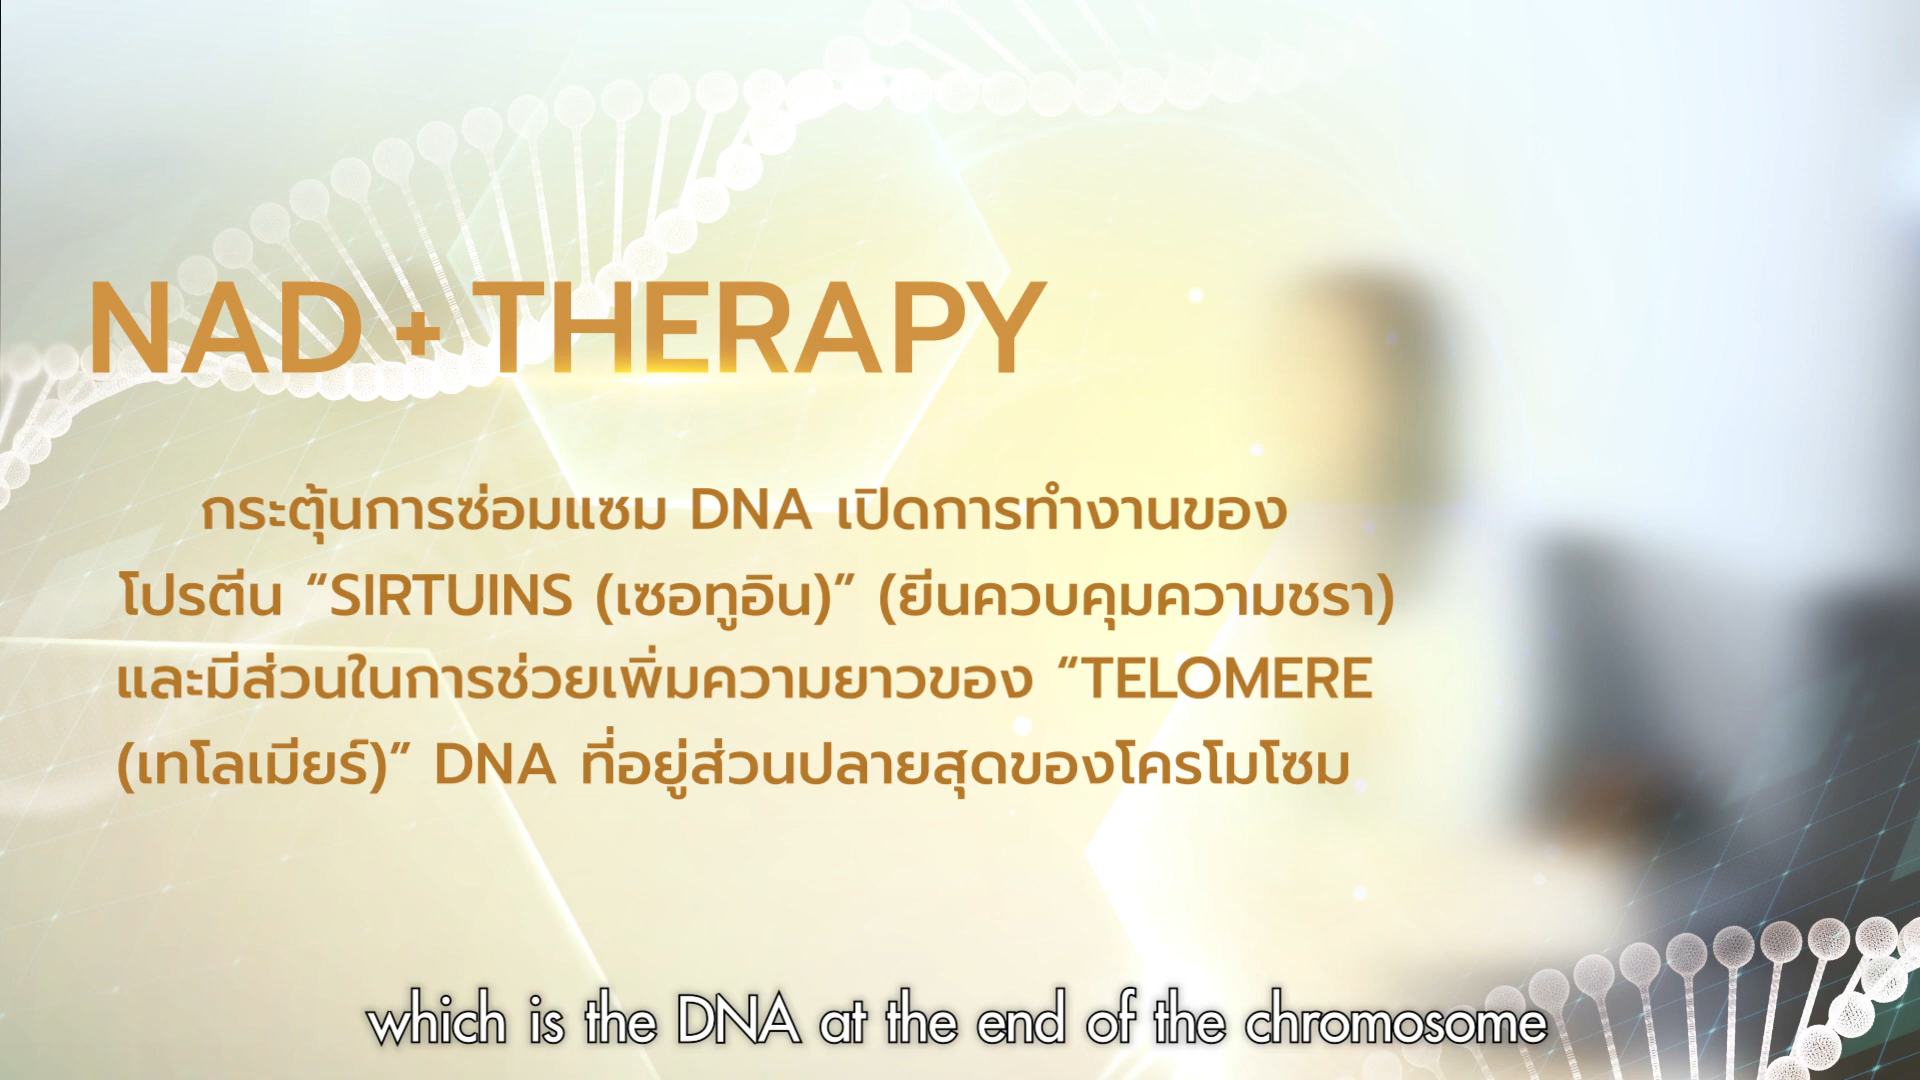 NAD + THERAPY
กระตุ้นการซ่อมแซม DNA เปิดการทำงานของ
โปรตีน “SIRTUINS (เซอทูอิน)” (ยีนควบคุมความชรา)
และมีส่วนในการช่วยเพิ่มความยาวของ “TELOMERE
(เทโลเมียร์)” DNA ที่อยู่ส่วนปลายสุดของโครโมโซม
which is the DNA at the end of the chromosome